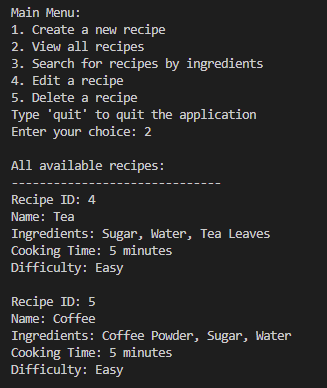 Main Menu:
1. Create a new recipe
2. View all recipes
3. Search for recipes by ingredients
4. Edit a recipe
5. Delete a recipe
Type 'quit' to quit the application
Enter your choice: 2

All available recipes:
------------------------------
Recipe ID: 4
Name: Tea
Ingredients: Sugar, Water, Tea Leaves
Cooking Time: 5 minutes
Difficulty: Easy

Recipe ID: 5
Name: Coffee
Ingredients: Coffee Powder, Sugar, Water
Cooking Time: 5 minutes
Difficulty: Easy